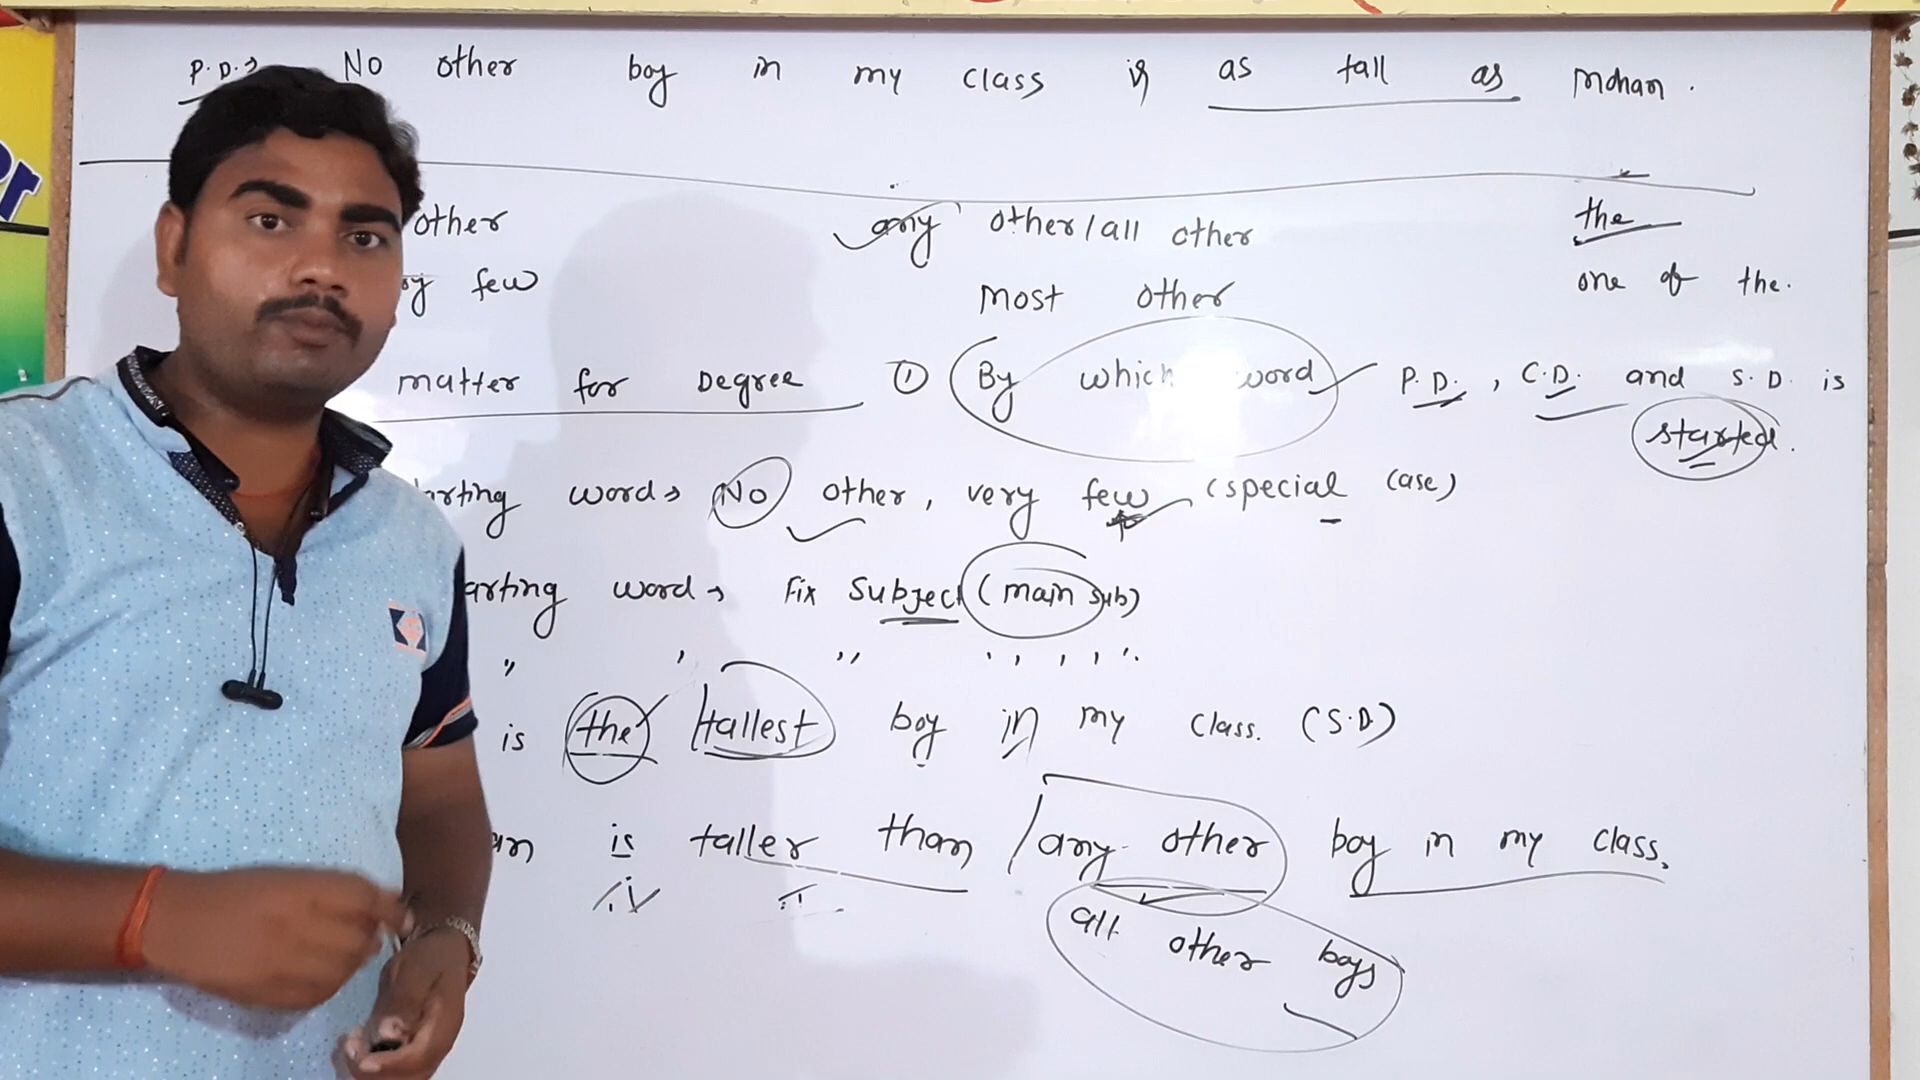 P.D.→ No other boy in my class is as tall as Mohan.
other any other/all other the
few Most other one of the.
matter for Degree ① By which word P.D., C.D. and S.D. is
started.
arting word→ No other, very few (special case)
arting word→ Fix Subject (main sub)
" " " " " "
is the tallest boy in my class. (S.D)
an is taller than any other boy in my class.
all other boys